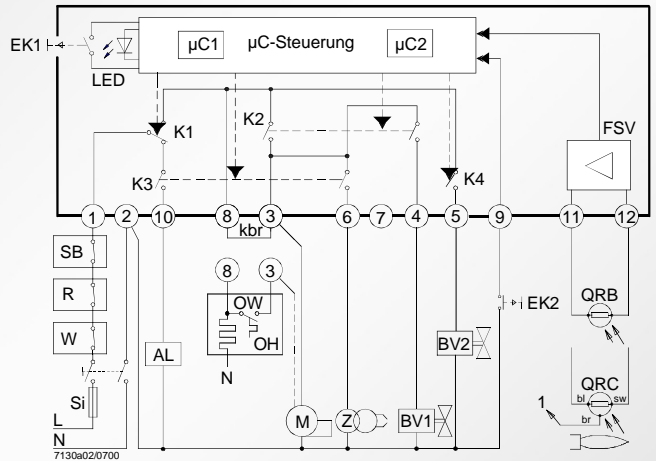 EK1
LED
µC1
µC-Steuerung
µC2
FSV
K1
K2
K3
K4
1
2
10
8
3
6
7
4
5
9
11
12
kbr
SB
R
W
Si
L
N
7130a02/0700
AL
8
3
OW
OH
N
M
Z
BV1
BV2
EK2
QRB
QRC
bl
sw
br
1